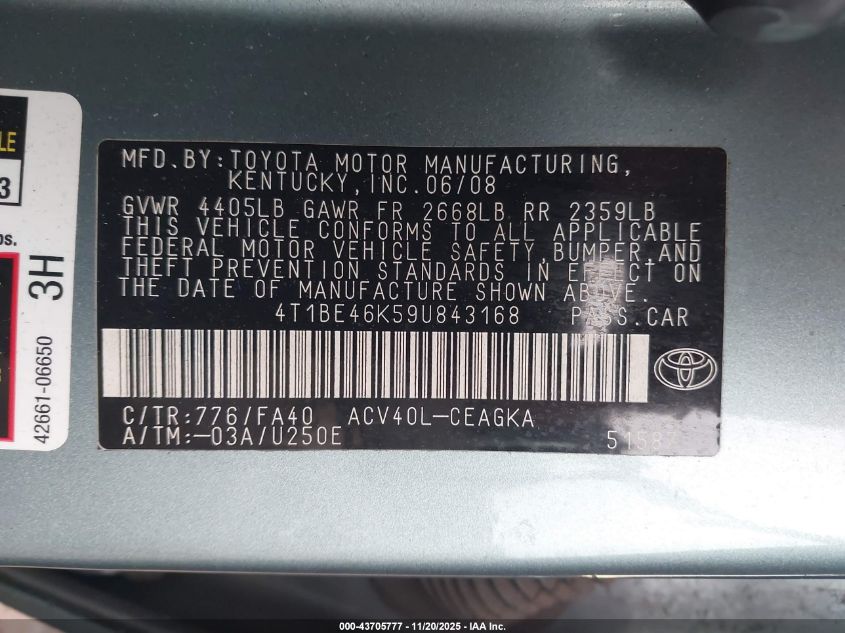 LE
3
os.
3H
42661-06650
MFD.BY:TOYOTA MOTOR MANUFACTURING,
KENTUCKY,INC.06/08
GVWR 4405LB GAWR FR 2668LB RR 2359LB
THIS VEHICLE CONFORMS TO ALL APPLICABLE
FEDERAL MOTOR VEHICLE SAFETY,BUMPER,AND
THEFT PREVENTION STANDARDS IN EFFECT ON
THE DATE OF MANUFACTURE SHOWN ABOVE.
4T1BE46K59U843168 PASS.CAR
C/TR:776/FA40 ACV40L-CEAGKA
A/TM:-03A/U250E
000-43705777 - 11/20/2025 - IAA Inc.